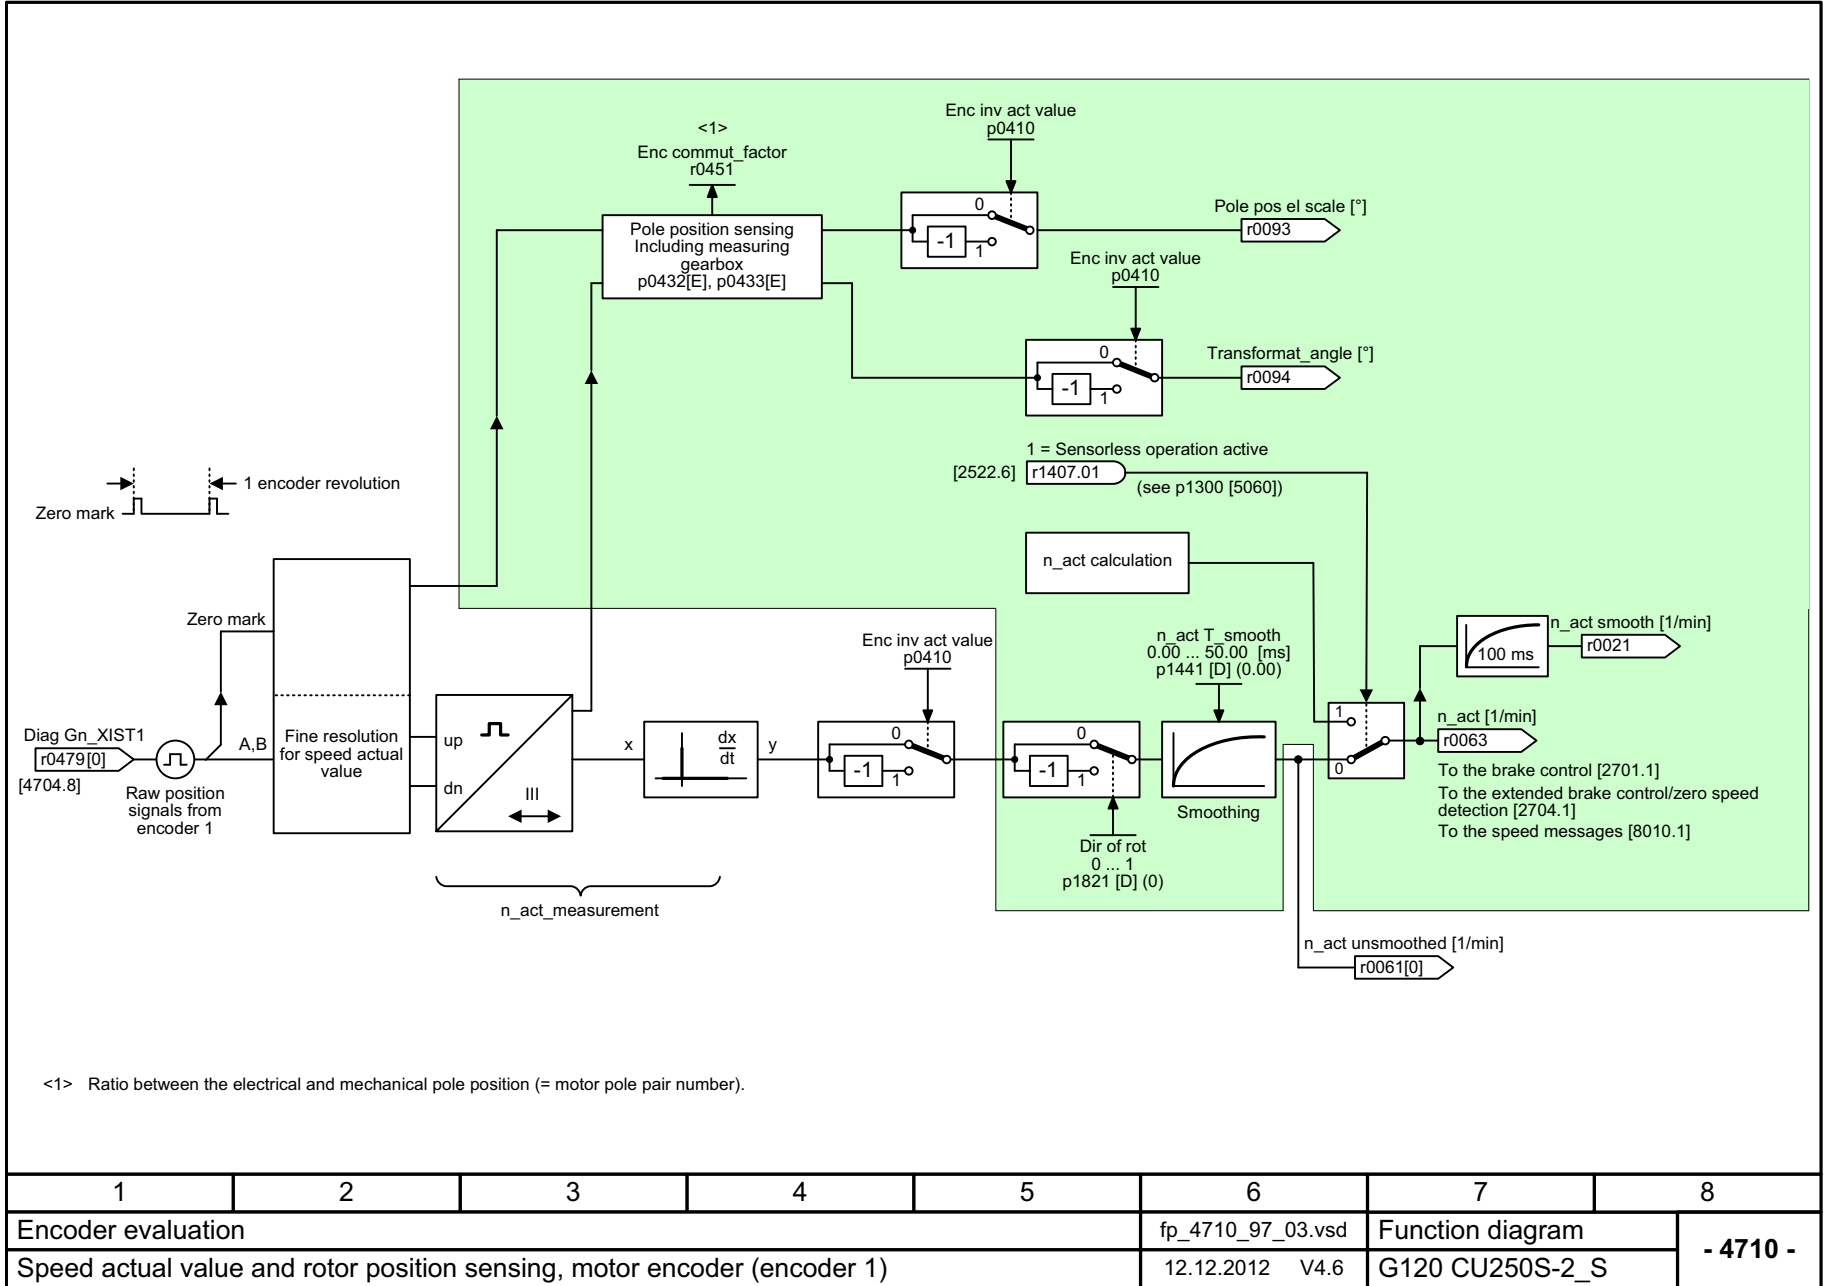 Enc inv act value
p0410
<1>
Enc commut_factor
r0451
Pole position sensing
Including measuring
gearbox
p0432[E], p0433[E]
0
-1
1
Pole pos el scale [°]
r0093
Enc inv act value
p0410
0
-1
1
Transformat_angle [°]
r0094
1 = Sensorless operation active
[2522.6]
r1407.01
(see p1300 [5060])
1 encoder revolution
Zero mark
n_act calculation
Zero mark
Diag Gn_XIST1
r0479[0]
[4704.8]
Raw position
signals from
encoder 1
A,B
Fine resolution
for speed actual
value
up
dn
III
x
dx
dt
y
n_act_measurement
Enc inv act value
p0410
0
-1
1
0
-1
1
Dir of rot
0 ... 1
p1821 [D] (0)
n_act T_smooth
0.00 ... 50.00 [ms]
p1441 [D] (0.00)
Smoothing
1
0
100 ms
n_act smooth [1/min]
r0021
n_act [1/min]
r0063
To the brake control [2701.1]
To the extended brake control/zero speed
detection [2704.1]
To the speed messages [8010.1]
n_act unsmoothed [1/min]
r0061[0]
<1> Ratio between the electrical and mechanical pole position (= motor pole pair number).
1 2 3 4 5 6 7 8
Encoder evaluation
fp_4710_97_03.vsd
Function diagram
- 4710 -
Speed actual value and rotor position sensing, motor encoder (encoder 1)
12.12.2012 V4.6
G120 CU250S-2_S